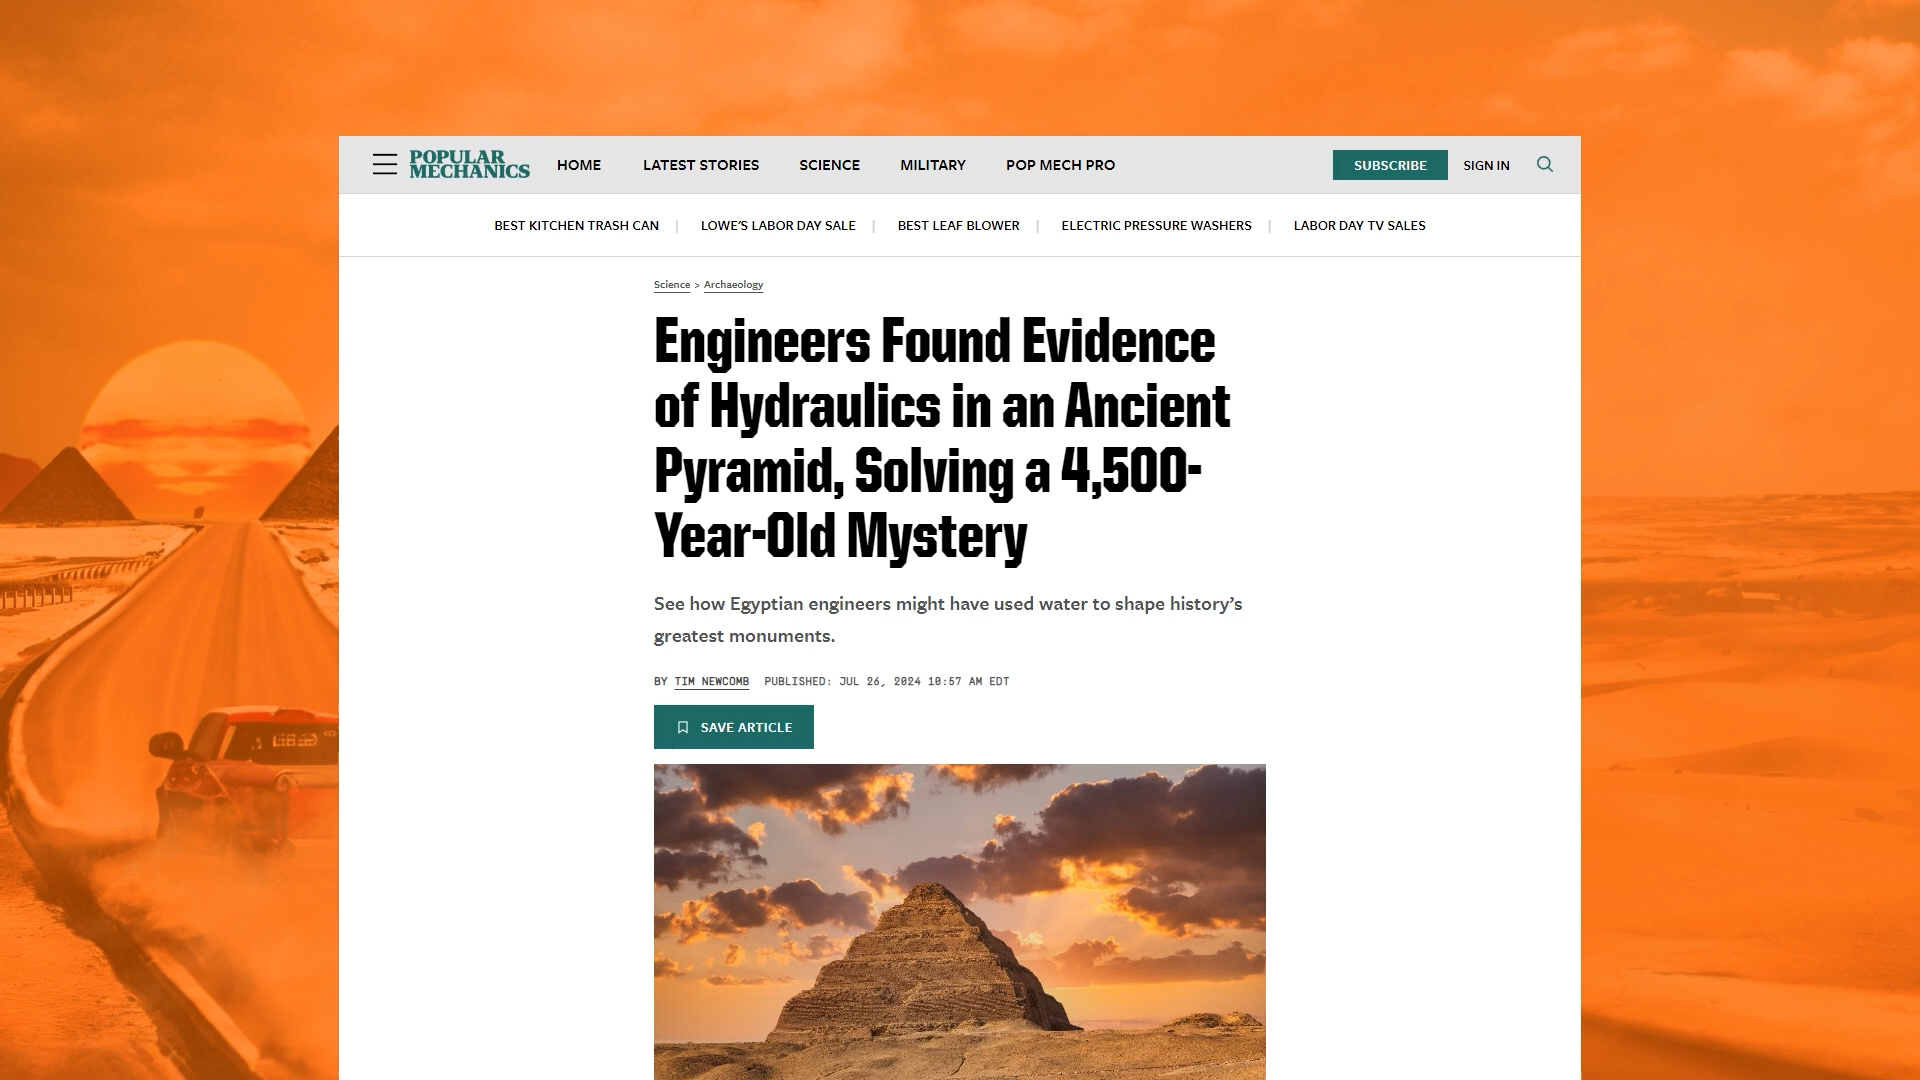 POPULAR
MECHANICS
HOME
LATEST STORIES
SCIENCE
MILITARY
POP MECH PRO
SUBSCRIBE
SIGN IN
BEST KITCHEN TRASH CAN
LOWE'S LABOR DAY SALE
BEST LEAF BLOWER
ELECTRIC PRESSURE WASHERS
LABOR DAY TV SALES
Science > Archaeology
Engineers Found Evidence
of Hydraulics in an Ancient
Pyramid, Solving a 4,500-
Year-Old Mystery
See how Egyptian engineers might have used water to shape history’s
greatest monuments.
BY TIM NEWCOMB PUBLISHED: JUL 26, 2024 10:57 AM EDT
SAVE ARTICLE